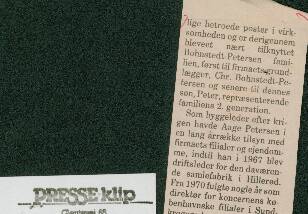 lige betroede poster i virk-
somheden og er derigennem
blevet nært tilknyttet
Bohnstedt-Petersen fami-
lien, først til firmaets grund-
lægger, Chr. Bohnstedt-Pe-
tersen og senere til dennes
søn, Peter, repræsenterende
familiens 2. generation.
Som byggeleder efter kri-
gen havde Aage Petersen i
en lang årrække tilsyn med
firmaets filialer og ejendom-
me, indtil han i 1967 blev
driftsleder for den daværen-
de samlefabrik i Hillerød.
Fra 1970 fulgte nogle år som
direktør for koncernens kø-
benhavnske filialer i Sund-
PRESSE klip